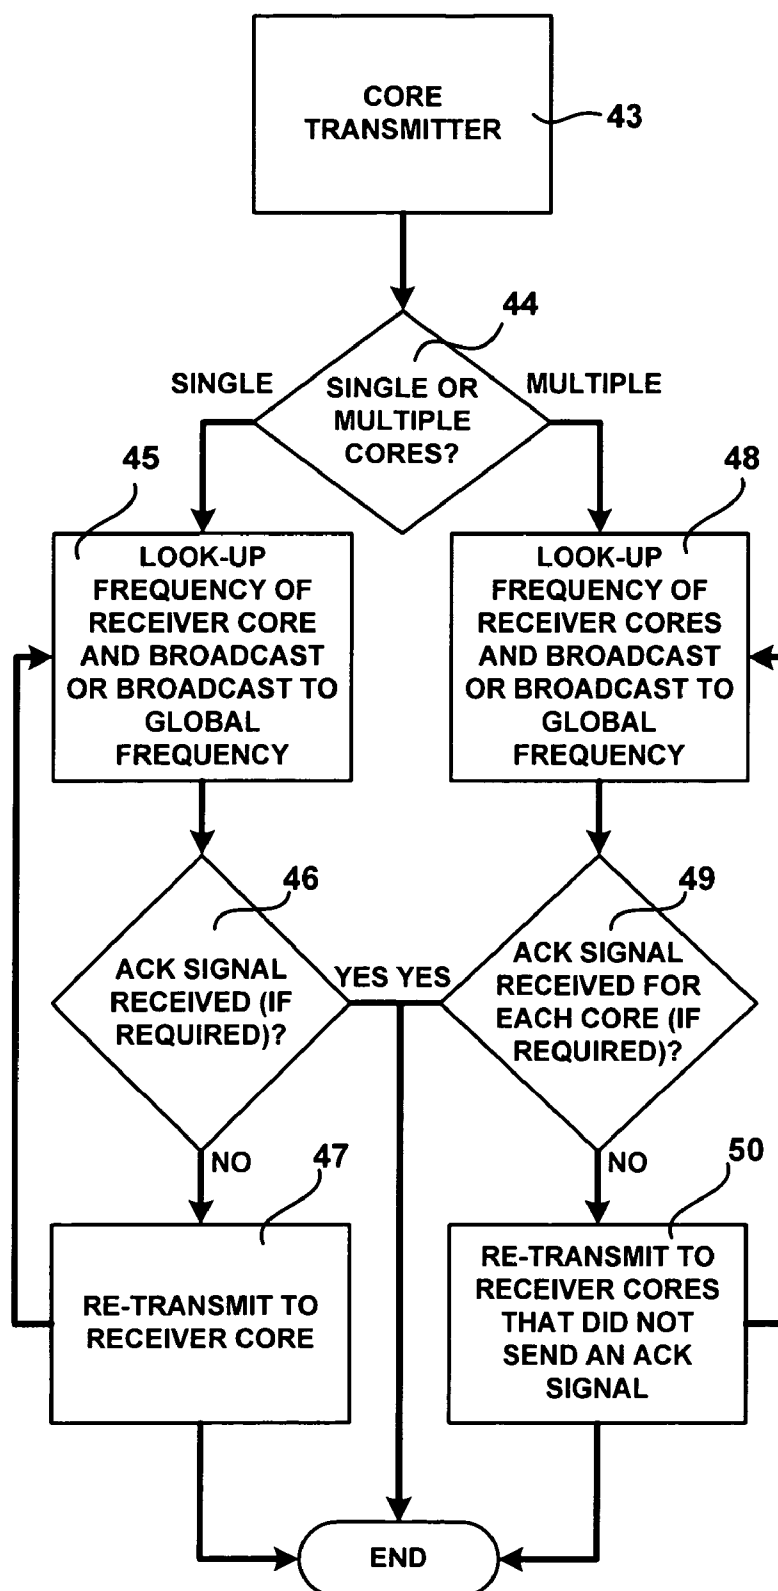 CORE
TRANSMITTER
43
44
SINGLE
SINGLE OR
MULTIPLE
CORES?
MULTIPLE
45
LOOK-UP
FREQUENCY OF
RECEIVER CORE
AND BROADCAST
OR BROADCAST TO
GLOBAL
FREQUENCY
48
LOOK-UP
FREQUENCY OF
RECEIVER CORES
AND BROADCAST
OR BROADCAST TO
GLOBAL
FREQUENCY
46
ACK SIGNAL
RECEIVED (IF
REQUIRED)?
YES YES
49
ACK SIGNAL
RECEIVED FOR
EACH CORE (IF
REQUIRED)?
NO
47
RE-TRANSMIT TO
RECEIVER CORE
NO
50
RE-TRANSMIT TO
RECEIVER CORES
THAT DID NOT
SEND AN ACK
SIGNAL
END